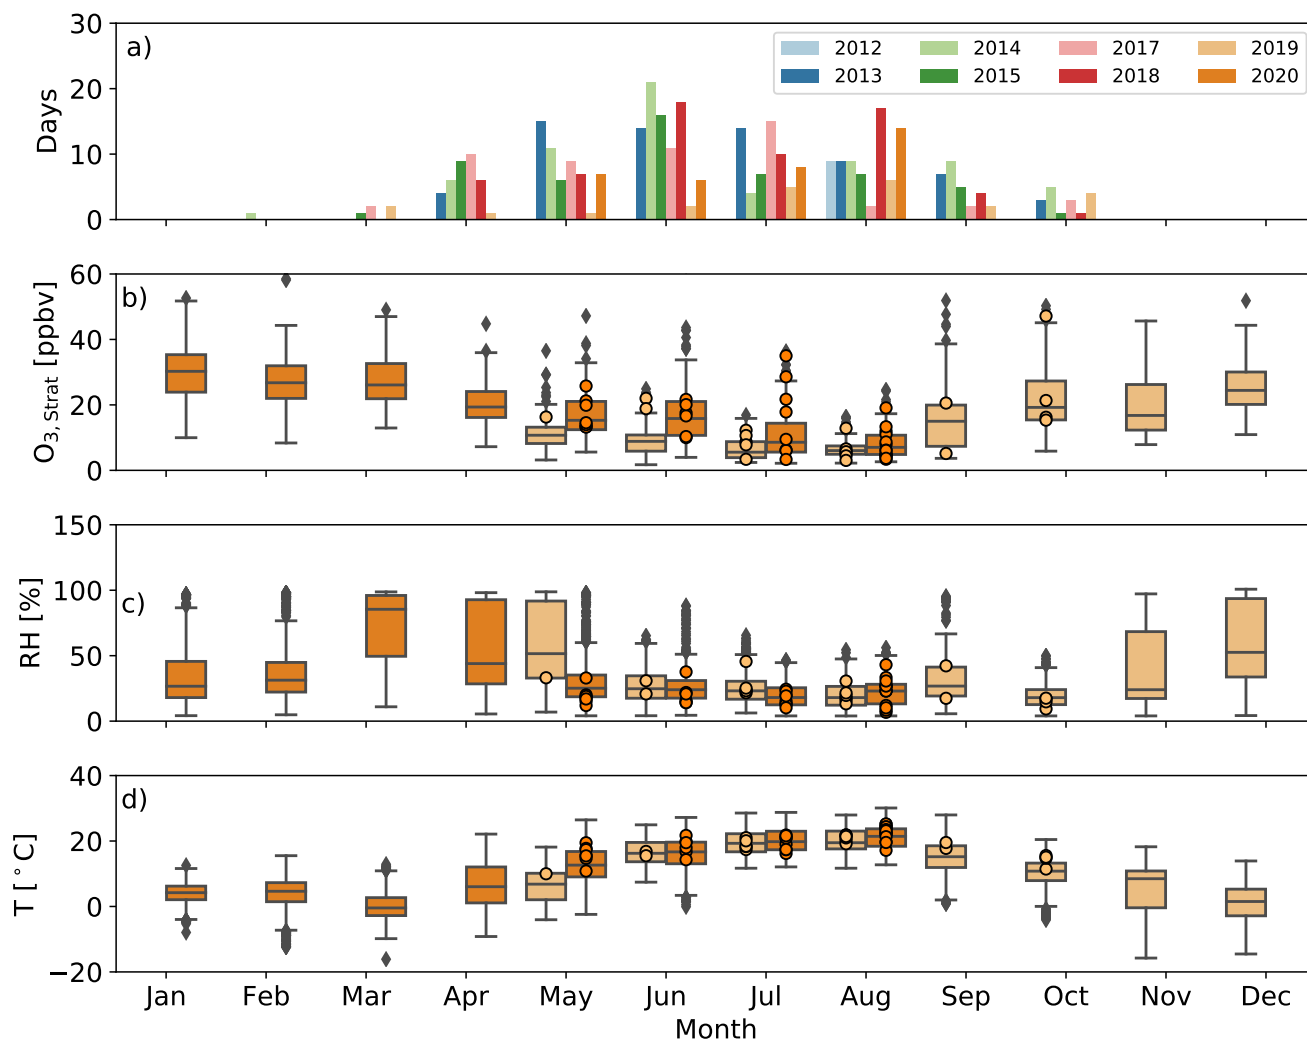 30
20
10
0
Days
a)
2012 2014 2017 2019
2013 2015 2018 2020
60
40
20
0
O3, Strat [ppbv]
b)
150
100
50
0
RH [%]
c)
40
20
0
−20
T [°C]
d)
Jan Feb Mar Apr May Jun Jul Aug Sep Oct Nov Dec
Month